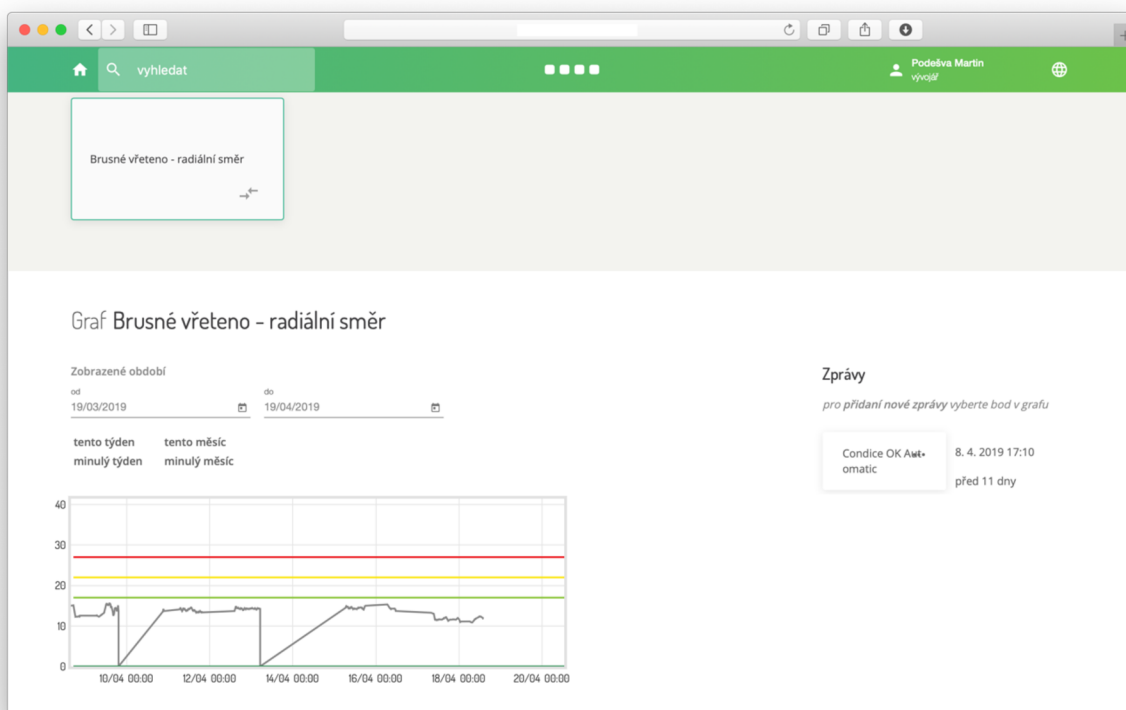 vyhledat
Podešva Martin
vývojář
Brusné vřeteno - radiální směr
Graf Brusné vřeteno - radiální směr
Zobrazené období
od
do
19/03/2019
19/04/2019
tento týden
tento měsíc
minulý týden
minulý měsíc
40
30
20
10
0
10/04 00:00
12/04 00:00
14/04 00:00
16/04 00:00
18/04 00:00
20/04 00:00
Zprávy
pro přidaní nové zprávy vyberte bod v grafu
Condice OK
8. 4. 2019 17:10
omatic
před 11 dny